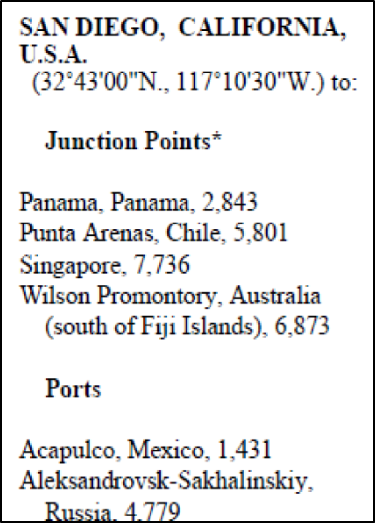 SAN DIEGO, CALIFORNIA,
U.S.A.
(32°43'00"N., 117°10'30"W.) to:
Junction Points*
Panama, Panama, 2,843
Punta Arenas, Chile, 5,801
Singapore, 7,736
Wilson Promontory, Australia
(south of Fiji Islands), 6,873
Ports
Acapulco, Mexico, 1,431
Aleksandrovsk-Sakhalinskiy,
Russia, 4,779